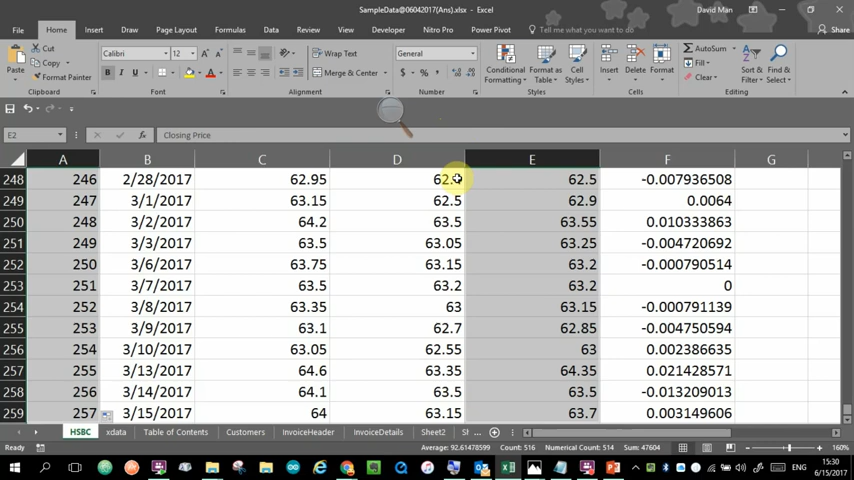 SampleData@06042017(Ans).xlsx - Excel
David Man
File Home Insert Draw Page Layout Formulas Data Review View Developer Nitro Pro Power Pivot Tell me what you want to do Share
Cut
Copy
Format Painter
Paste
Clipboard
Calibri 12
B I U
Font
Wrap Text
Merge & Center
Alignment
General
$ % ,
Number
Conditional Formatting
Format as Table
Cell Styles
Styles
Insert Delete Format
Cells
AutoSum
Fill
Clear
Sort & Filter
Find & Select
Editing
E2 fx Closing Price
A B C D E F G
248 246 2/28/2017 62.95 62.5 -0.007936508
249 247 3/1/2017 63.15 62.5 62.9 0.0064
250 248 3/2/2017 64.2 63.5 63.55 0.010333863
251 249 3/3/2017 63.5 63.05 63.25 -0.004720692
252 250 3/6/2017 63.75 63.15 63.2 -0.000790514
253 251 3/7/2017 63.5 63.2 63.2 0
254 252 3/8/2017 63.35 63 63.15 -0.000791139
255 253 3/9/2017 63.1 62.7 62.85 -0.004750594
256 254 3/10/2017 63.05 62.55 63 0.002386635
257 255 3/13/2017 64.6 63.35 64.35 0.021428571
258 256 3/14/2017 64.1 63.5 63.5 -0.013209013
259 257 3/15/2017 64 63.15 63.7 0.003149606
HSBC xdata Table of Contents Customers InvoiceHeader InvoiceDetails Sheet2 SI ...
Ready Average: 92.61478599 Count: 516 Numerical Count: 514 Sum: 47604 160%
ENG
15:30
6/15/2017